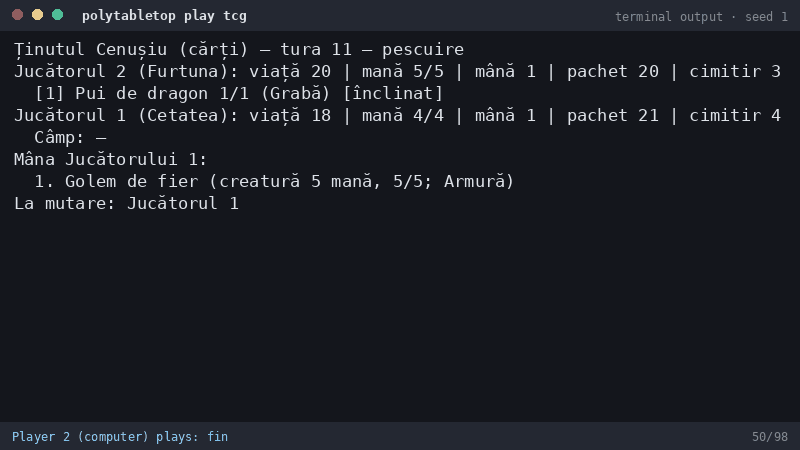 polytabletop play tcg
terminal output · seed 1
Ținutul Cenușiu (cărți) — tura 11 — pescuire
Jucătorul 2 (Furtuna): viață 20 | mană 5/5 | mână 1 | pachet 20 | cimitir 3
[1] Pui de dragon 1/1 (Grabă) [înclinat]
Jucătorul 1 (Cetatea): viață 18 | mană 4/4 | mână 1 | pachet 21 | cimitir 4
Câmp: —
Mâna Jucătorului 1:
1. Golem de fier (creatură 5 mană, 5/5; Armură)
La mutare: Jucătorul 1
Player 2 (computer) plays: fin
50/98